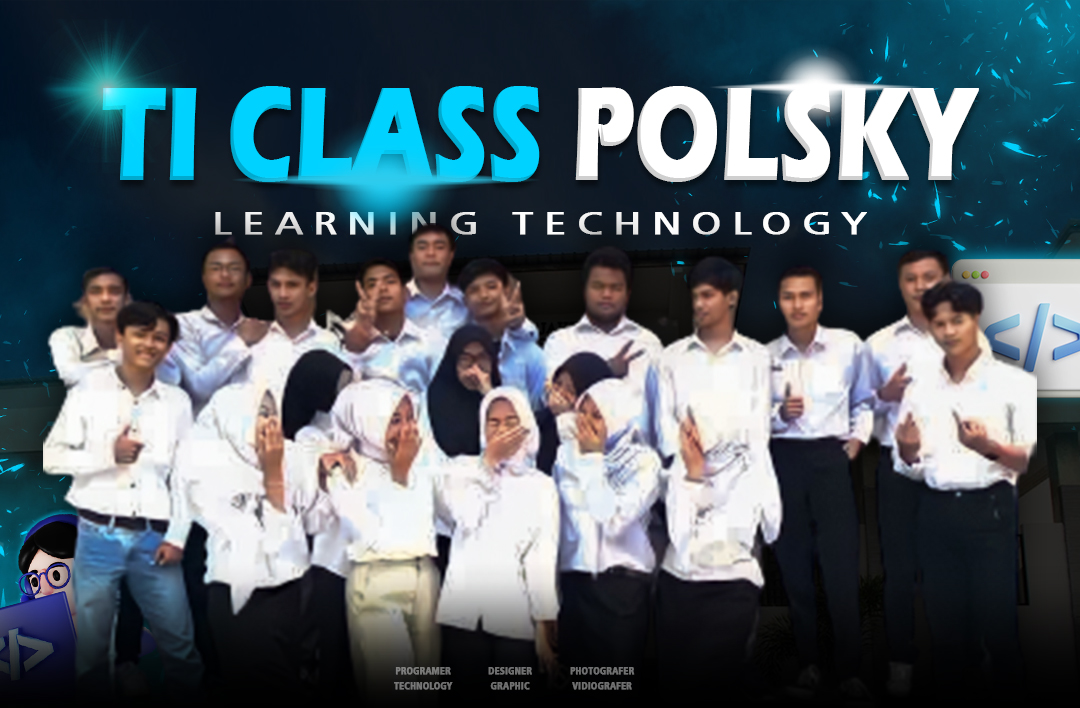 TI CLASS POLSKY
LEARNING TECHNOLOGY
</>
PROGRAMER DESIGNER PHOTOGRAFER
TECHNOLOGY GRAPHIC VIDIOGRAFER
</>